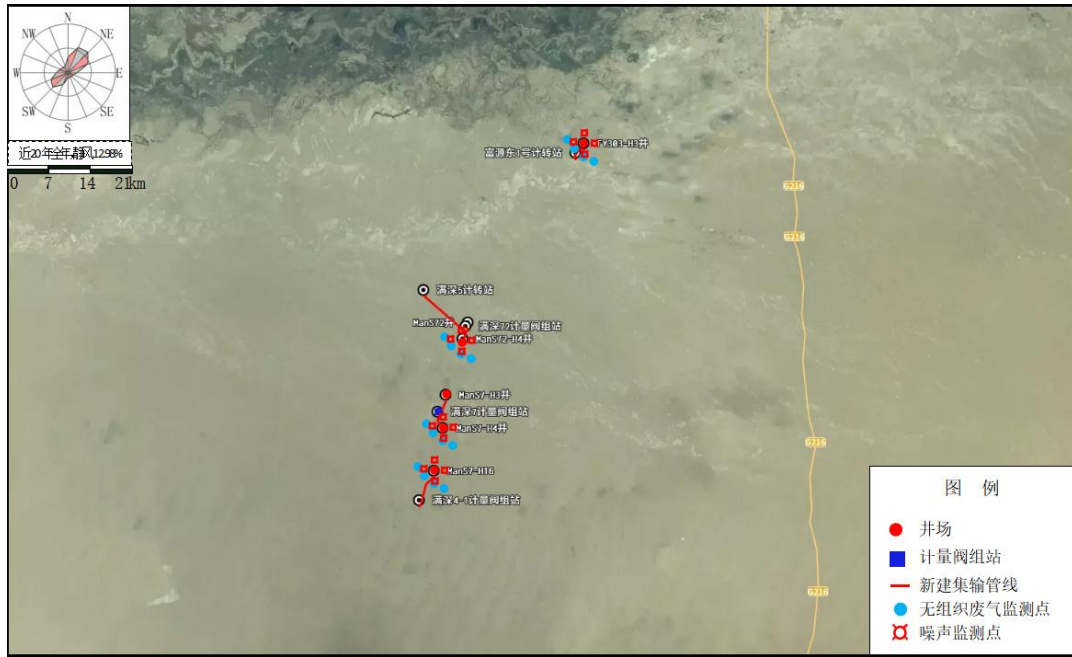 N
NW
NE
W
E
SW
SE
S
近20年全年,静风,12.98%
0 7 14 21km
富源东1号计转站
FY303-H3井
G216
G216
满深5计转站
ManS72井
满深72计量阀组站
ManS72-H4井
ManS7-H3井
满深7计量阀组站
ManS7-H4井
G216
ManS7-H16
满深4-1计量阀组站
G216
图 例
井场
计量阀组站
新建集输管线
无组织废气监测点
噪声监测点